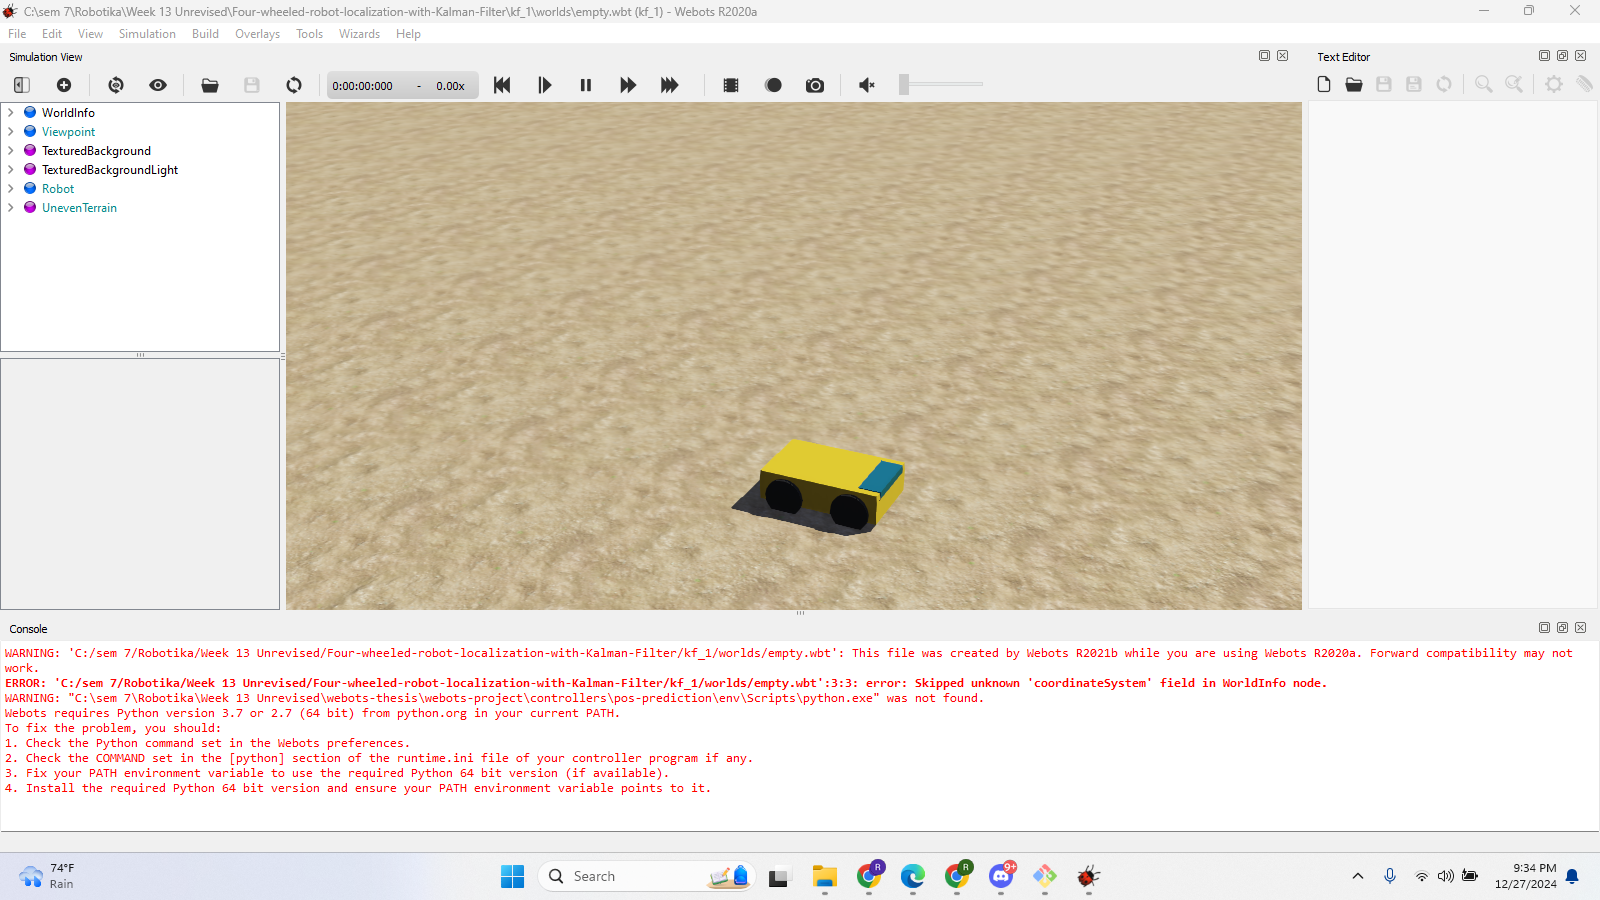 C:\sem 7\Robotika\Week 13 Unrevised\Four-wheeled-robot-localization-with-Kalman-Filter\kf_1\worlds\empty.wbt (kf_1) - Webots R2020a
File Edit View Simulation Build Overlays Tools Wizards Help
Simulation View
Text Editor
0:00:00:000 - 0.00x
WorldInfo
Viewpoint
TexturedBackground
TexturedBackgroundLight
Robot
UnevenTerrain
Console
WARNING: 'C:/sem 7/Robotika/Week 13 Unrevised/Four-wheeled-robot-localization-with-Kalman-Filter/kf_1/worlds/empty.wbt': This file was created by Webots R2021b while you are using Webots R2020a. Forward compatibility may not
work.
ERROR: 'C:/sem 7/Robotika/Week 13 Unrevised/Four-wheeled-robot-localization-with-Kalman-Filter/kf_1/worlds/empty.wbt':3:3: error: Skipped unknown 'coordinateSystem' field in WorldInfo node.
WARNING: "C:\sem 7\Robotika\Week 13 Unrevised\webots-thesis\webots-project\controllers\pos-prediction\env\Scripts\python.exe" was not found.
Webots requires Python version 3.7 or 2.7 (64 bit) from python.org in your current PATH.
To fix the problem, you should:
1. Check the Python command set in the Webots preferences.
2. Check the COMMAND set in the [python] section of the runtime.ini file of your controller program if any.
3. Fix your PATH environment variable to use the required Python 64 bit version (if available).
4. Install the required Python 64 bit version and ensure your PATH environment variable points to it.
74°F
Rain
Search
R
R
9+
9:34 PM
12/27/2024